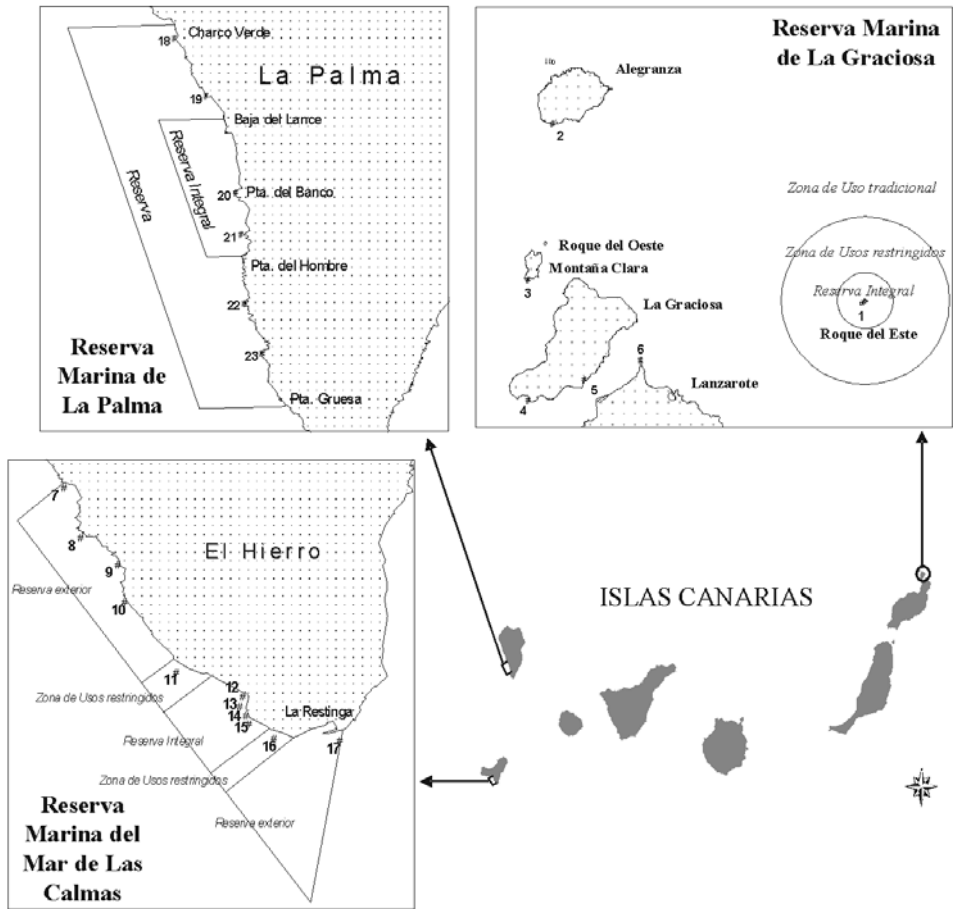 Charco Verde
18
La Palma
19
Baja del Lance
Reserva Integral
Reserva
20
Pta. del Banco
21
Pta. del Hombre
22
23
Pta. Gruesa
Reserva
Marina de
La Palma
Reserva Marina
de La Graciosa
Alegranza
2
Zona de Uso tradicional
Roque del Oeste
Montaña Clara
3
Zona de Usos restringidos
Reserva Integral
1
Roque del Este
La Graciosa
6
5
4
Lanzarote
7
8
9
10
El Hierro
Reserva exterior
11
Zona de Usos restringidos
12
13
14
15
La Restinga
16
17
Reserva Integral
Zona de Usos restringidos
Reserva exterior
Reserva
Marina del
Mar de Las
Calmas
ISLAS CANARIAS